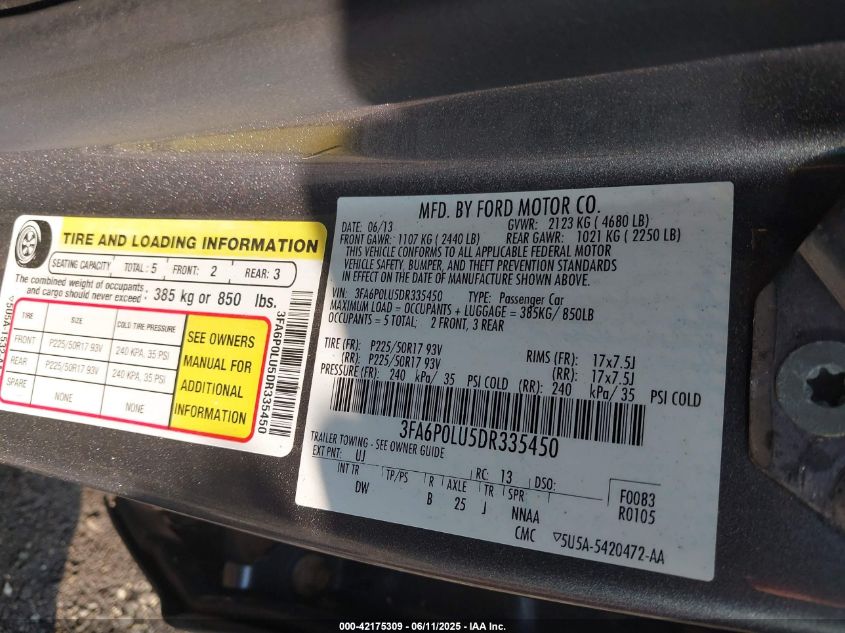 TIRE AND LOADING INFORMATION
SEATING CAPACITY TOTAL: 5 FRONT: 2 REAR: 3
The combined weight of occupants
and cargo should never exceed 385 kg or 850 lbs.
TIRE SIZE COLD TIRE PRESSURE
FRONT P225/50R17 93V 240 KPA, 35 PSI
REAR P225/50R17 93V 240 KPA, 35 PSI
SPARE NONE NONE
SEE OWNERS
MANUAL FOR
ADDITIONAL
INFORMATION
3FA6P0LU5DR335450
MFD. BY FORD MOTOR CO.
DATE: 06/13 GVWR: 2123 KG (4680 LB)
FRONT GAWR: 1107 KG (2440 LB) REAR GAWR: 1021 KG (2250 LB)
THIS VEHICLE CONFORMS TO ALL APPLICABLE FEDERAL MOTOR
VEHICLE SAFETY, BUMPER, AND THEFT PREVENTION STANDARDS
IN EFFECT ON THE DATE OF MANUFACTURE SHOWN ABOVE.
VIN: 3FA6P0LU5DR335450 TYPE: Passenger Car
MAXIMUM LOAD = OCCUPANTS + LUGGAGE = 385KG/ 850LB
OCCUPANTS = 5 TOTAL; 2 FRONT, 3 REAR
TIRE (FR): P225/50R17 93V RIMS (FR): 17x7.5J
(RR): P225/50R17 93V (RR): 17x7.5J
PRESSURE (FR): 240 kPa/ 35 PSI COLD (RR): 240 kPa/35 PSI COLD
3FA6P0LU5DR335450
TRAILER TOWING - SEE OWNER GUIDE
EXT PNT: UJ RC: 13 DSO:
INT TR TP/PS R AXLE TR SPR F0083
DW B 25 J NNAA R0105
CMC ▽5U5A-5420472-AA
000-42175309 - 06/11/2025 - IAA Inc.